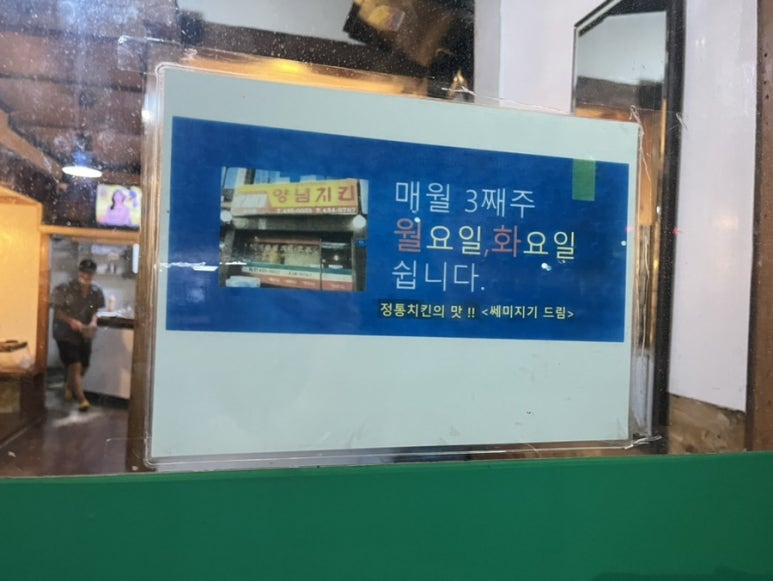 양념치킨
매월 3째주
월요일,화요일
쉽니다.
정통치킨의 맛 !! <쎄미지기 드림>